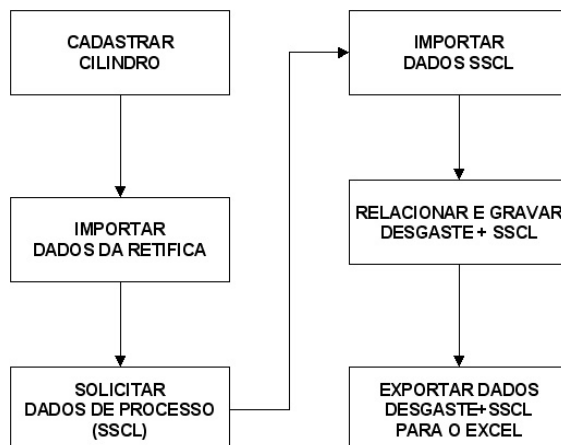 CADASTRAR
CILINDRO
IMPORTAR
DADOS DA RETIFICA
SOLICITAR
DADOS DE PROCESSO
(SSCL)
IMPORTAR
DADOS SSCL
RELACIONAR E GRAVAR
DESGASTE + SSCL
EXPORTAR DADOS
DESGASTE+SSCL
PARA O EXCEL